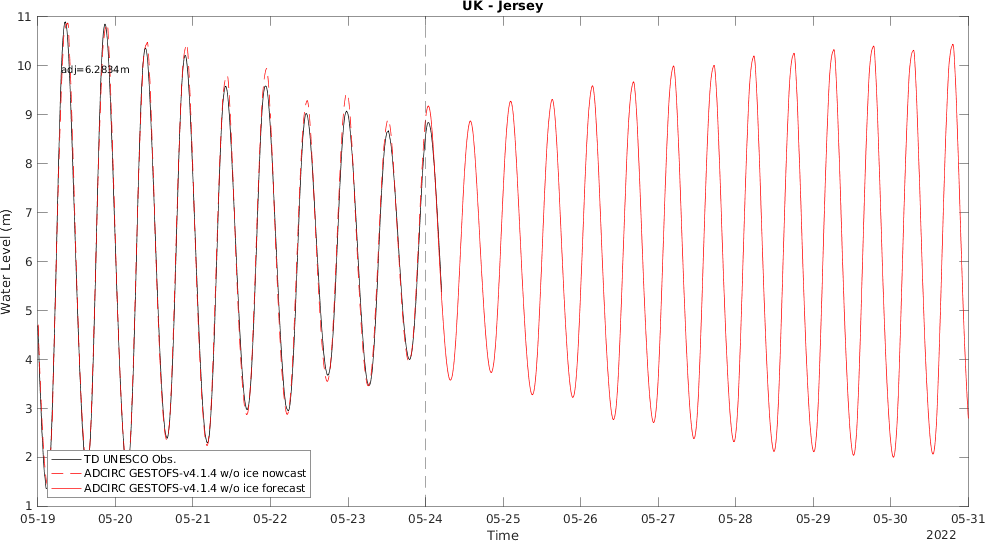 UK - Jersey
11
10
9
8
7
6
5
4
3
2
1
Water Level (m)
adj=6.2834m
TD UNESCO Obs.
ADCIRC GESTOFS-v4.1.4 w/o ice nowcast
ADCIRC GESTOFS-v4.1.4 w/o ice forecast
05-19 05-20 05-21 05-22 05-23 05-24 05-25 05-26 05-27 05-28 05-29 05-30 05-31
Time
2022